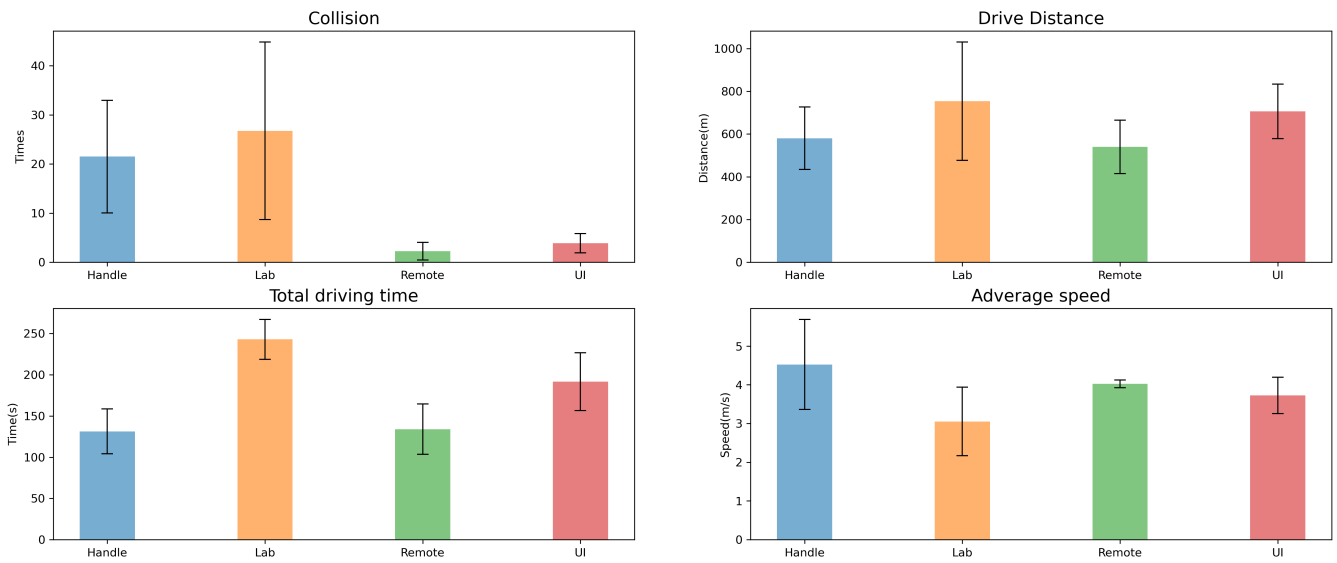 Collision
Times
40
30
20
10
0
Handle Lab Remote UI
Drive Distance
Distance(m)
1000
800
600
400
200
0
Handle Lab Remote UI
Total driving time
Time(s)
250
200
150
100
50
0
Handle Lab Remote UI
Adverage speed
Speed(m/s)
5
4
3
2
1
0
Handle Lab Remote UI